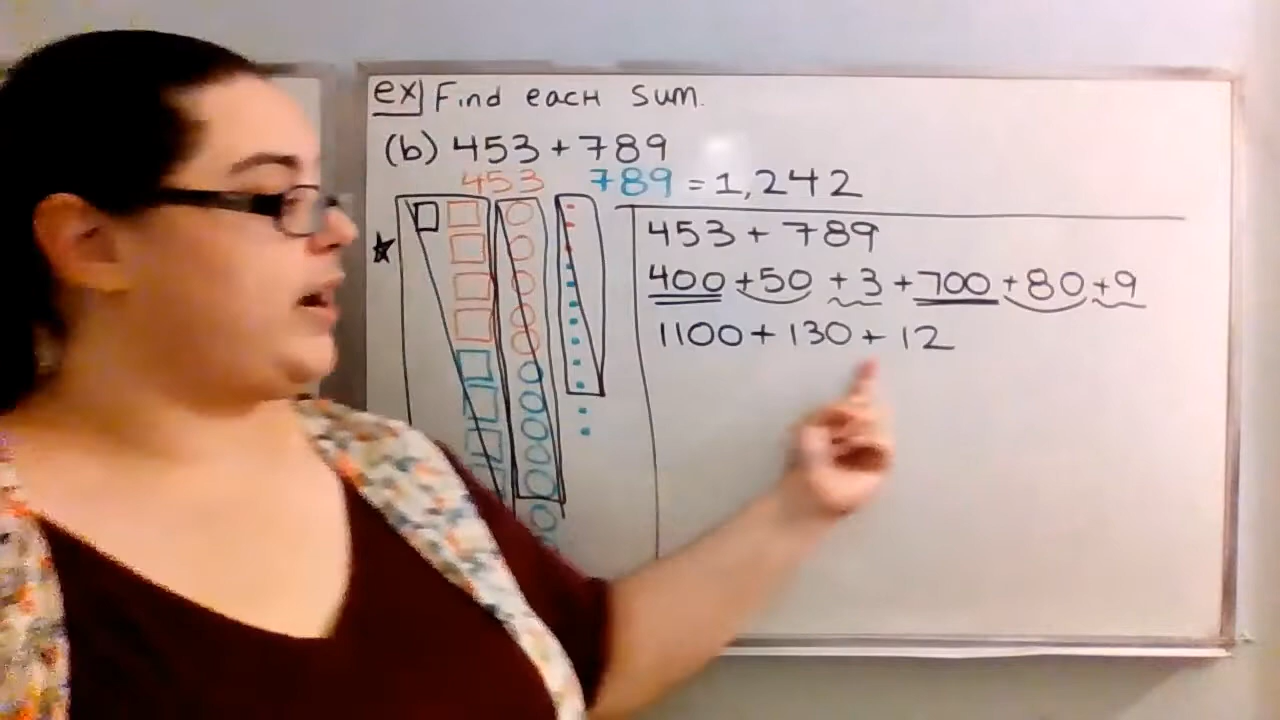 ex Find each sum.
(b) 453 + 789
453 789 = 1,242
453 + 789
400 + 50 + 3 + 700 + 80 + 9
1100 + 130 + 12